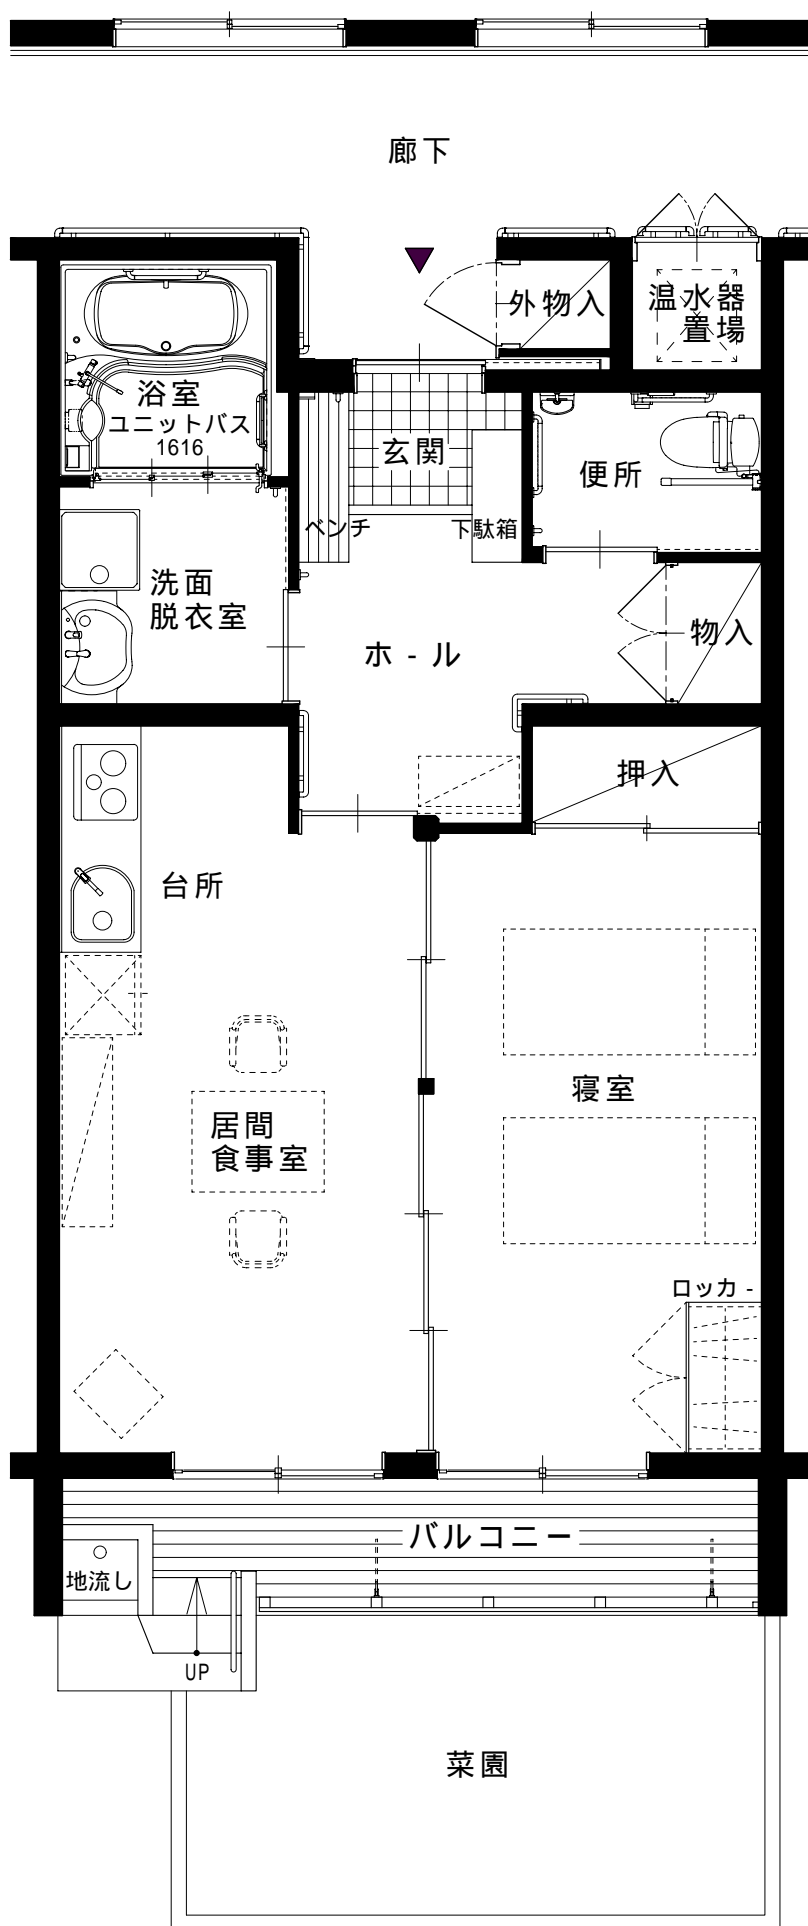 廊下
外物入
温水器
置場
浴室
ユニットバス
1616
玄関
便所
ベンチ
下駄箱
洗面
脱衣室
ホ - ル
物入
押入
台所
寝室
居間
食事室
ロッカ -
バルコニー
地流し
UP
菜園